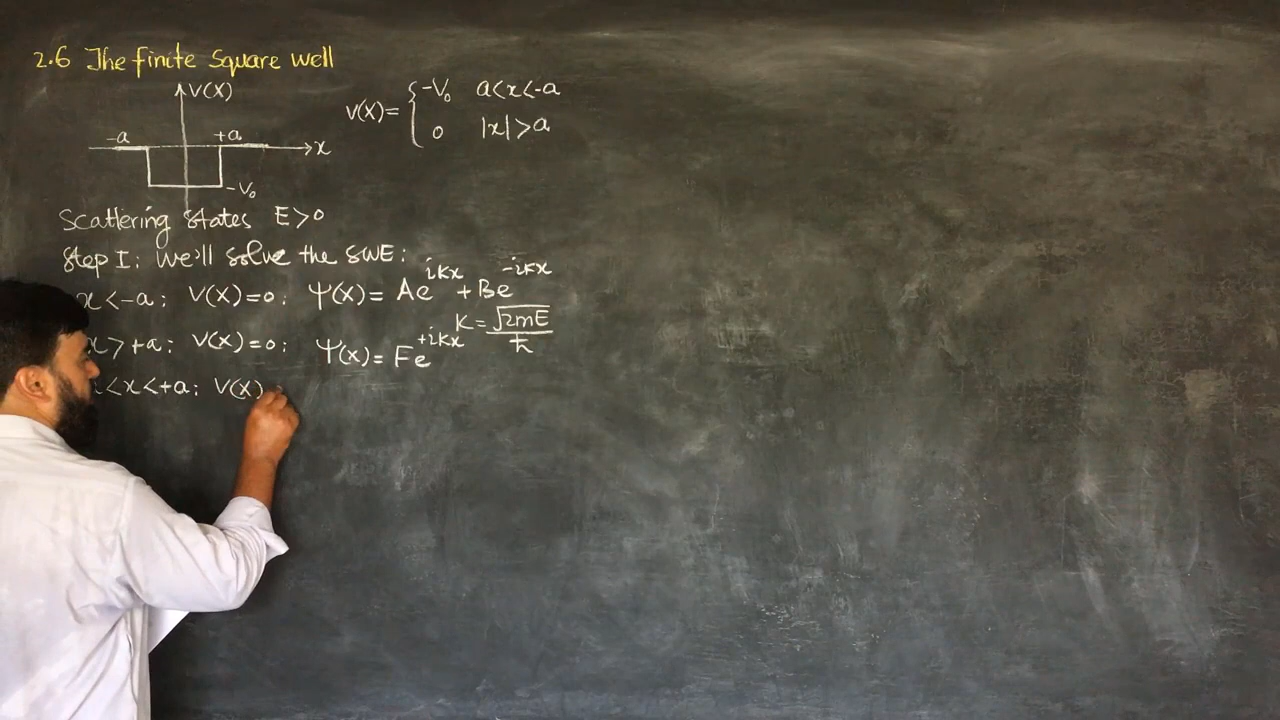 2.6 The finite Square well
V(x)
-a +a x
-V₀
V(x)= { -V₀ a<x<-a
0 |x|>a
Scattering States E>0
Step I: We'll solve the SWE:
x<-a: V(x)=0: Ψ(x)= Ae^{ikx} + Be^{-ikx}
K = √2mE / ħ
x>+a: V(x)=0: Ψ(x)= Fe^{+ikx}
<x<+a: V(x)